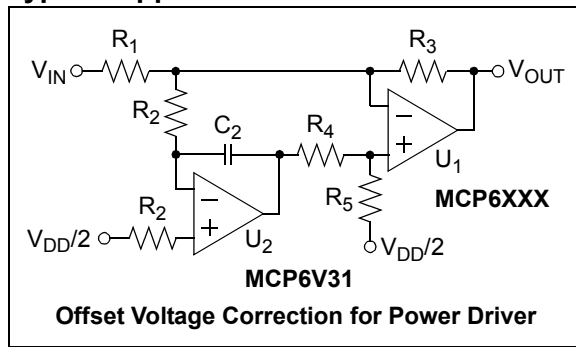 R1
R3
VIN
VOUT
R2
C2
R4
U1
R5
MCP6XXX
R2
U2
VDD/2
VDD/2
MCP6V31
Offset Voltage Correction for Power Driver